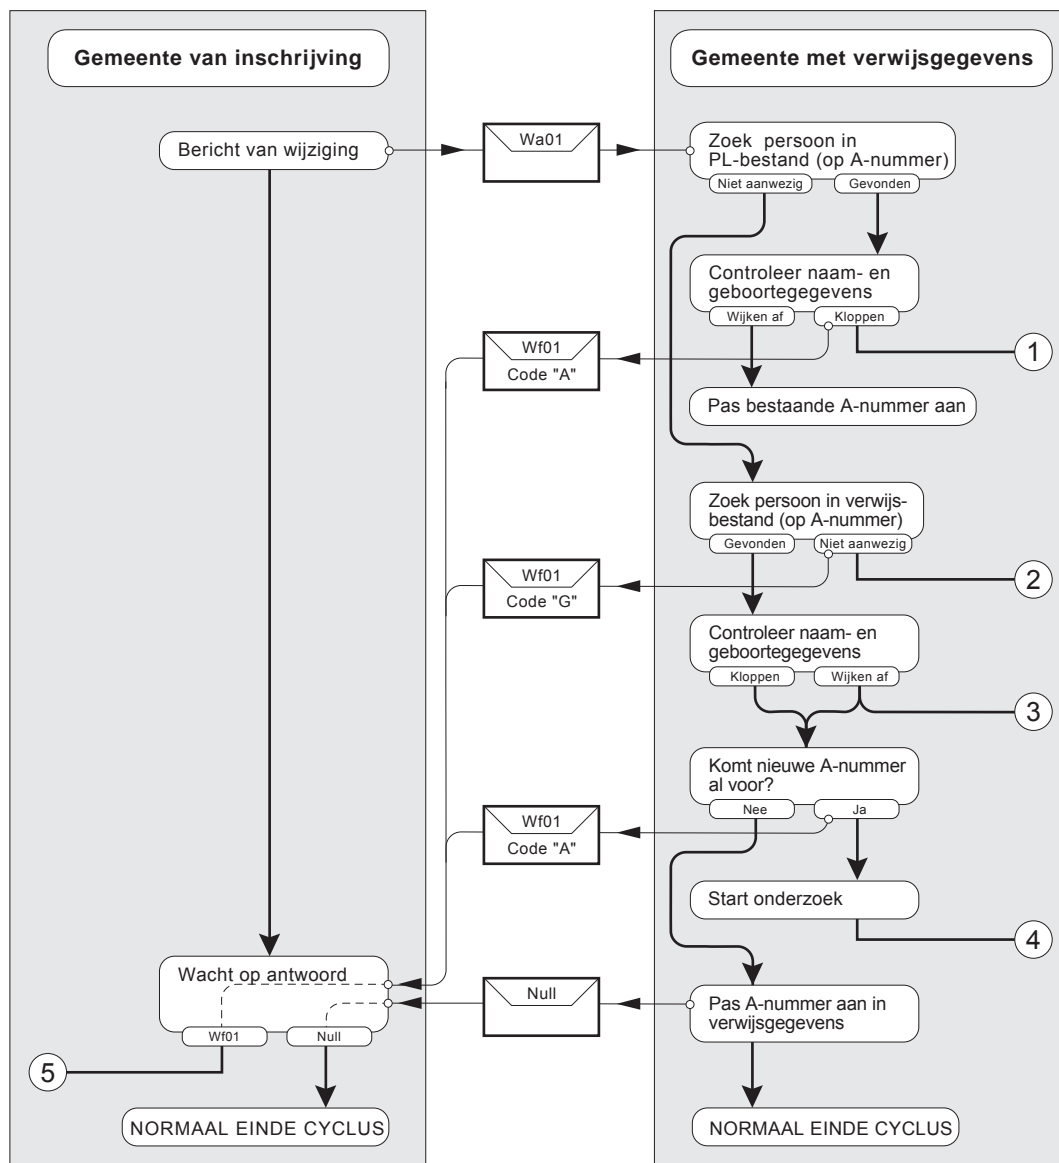 Gemeente van inschrijving
Gemeente met verwijsgegevens
Bericht van wijziging
Wa01
Zoek persoon in
PL-bestand (op A-nummer)
Niet aanwezig
Gevonden
Controleer naam- en
geboortegegevens
Wijken af
Kloppen
1
Wf01
Code "A"
Pas bestaande A-nummer aan
Zoek persoon in verwijs-
bestand (op A-nummer)
Gevonden
Niet aanwezig
2
Wf01
Code "G"
Controleer naam- en
geboortegegevens
Kloppen
Wijken af
3
Komt nieuwe A-nummer
al voor?
Nee
Ja
Wf01
Code "A"
Start onderzoek
4
Wacht op antwoord
Wf01
Null
Null
Pas A-nummer aan in
verwijsgegevens
5
NORMAAL EINDE CYCLUS
NORMAAL EINDE CYCLUS